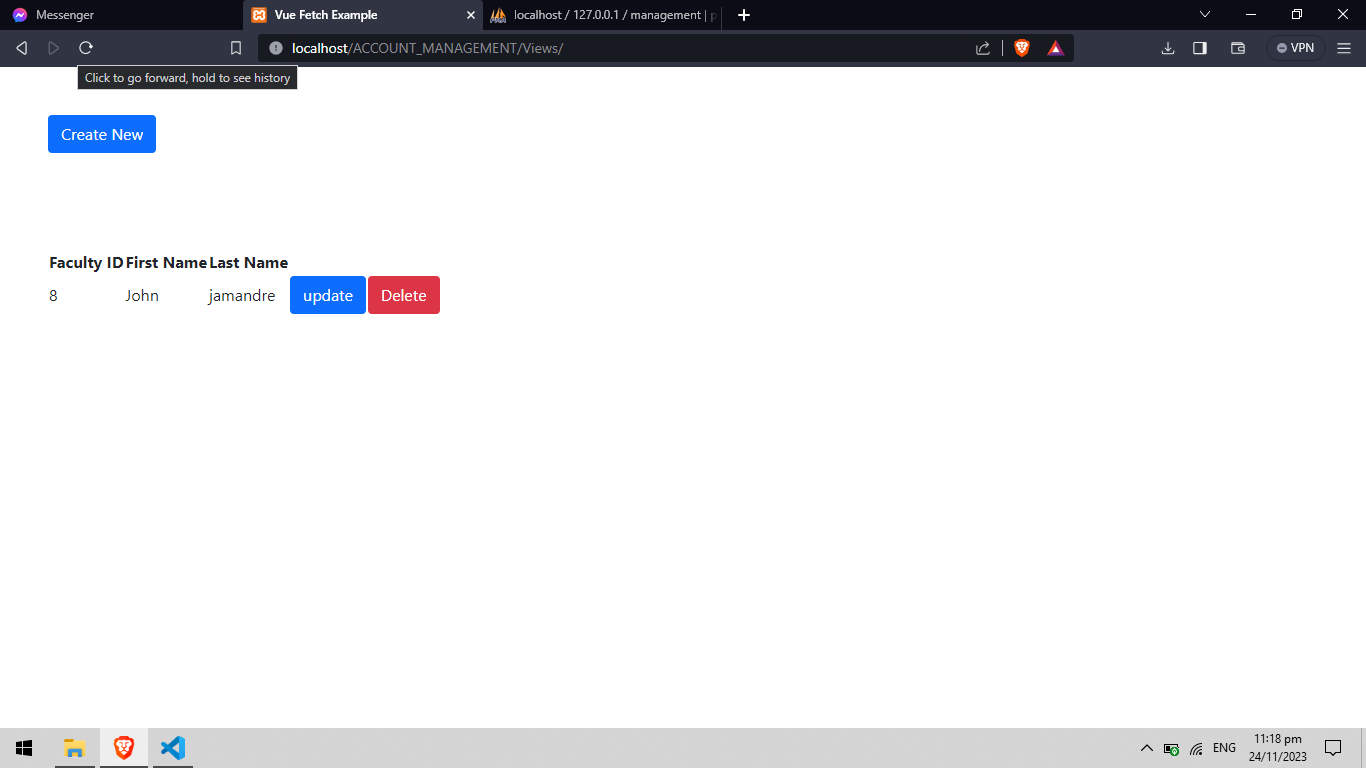 Messenger
Vue Fetch Example
localhost / 127.0.0.1 / management | p
localhost/ACCOUNT_MANAGEMENT/Views/
VPN
Click to go forward, hold to see history
Create New
Faculty ID First Name Last Name
8 John jamandre update Delete
ENG
11:18 pm
24/11/2023